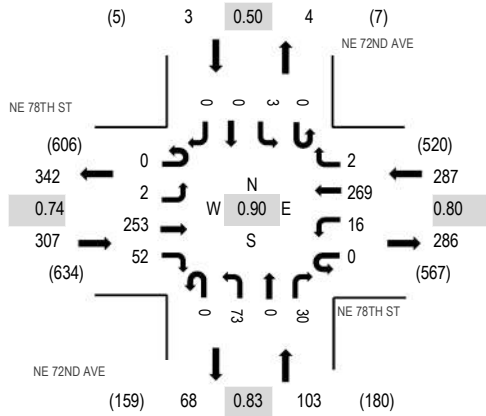 (5) 3 0.50 4 (7)
NE 72ND AVE
NE 78TH ST
0 0 3 0
(606) (520)
342 0 2 287
2 N 269
0.74 W 0.90 E 0.80
253 S 16
307 52 0 286
(634) (567)
0 73 0 30
NE 78TH ST
NE 72ND AVE
(159) 68 0.83 103 (180)